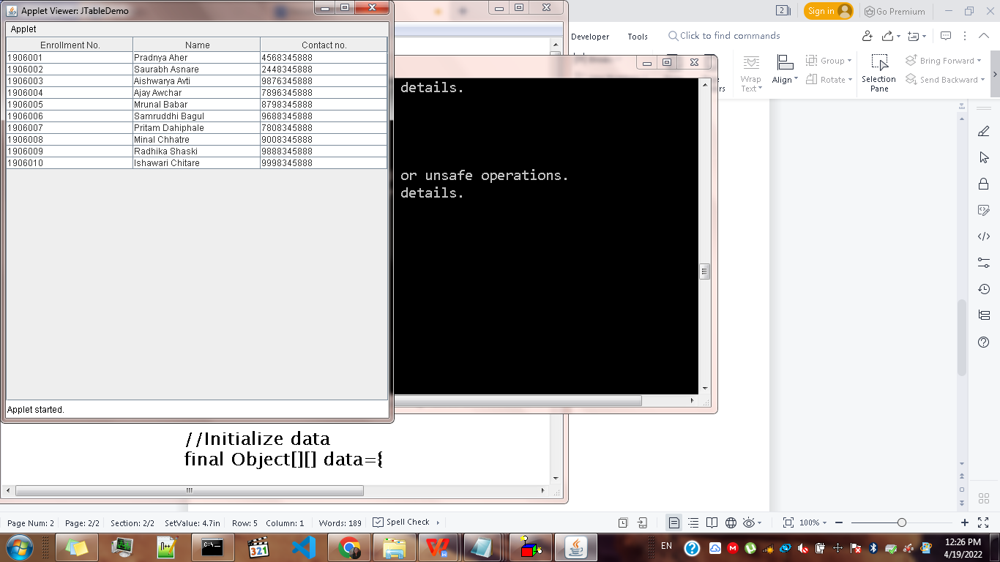 Applet Viewer: JTableDemo
Applet
Enrollment No. Name Contact no.
1906001 Pradnya Aher 4568345888
1906002 Saurabh Asnare 2448345888
1906003 Aishwarya Avti 9876345888
1906004 Ajay Awchar 7896345888
1906005 Mrunal Babar 8798345888
1906006 Samruddhi Bagul 9688345888
1906007 Pritam Dahiphale 7808345888
1906008 Minal Chhatre 9008345888
1906009 Radhika Shaski 9888345888
1906010 Ishawari Chitare 9998345888
Applet started.
details.
or unsafe operations.
details.
//Initialize data
final Object[][] data={
2 Sign in Go Premium
Developer Tools Click to find commands
Wrap Text Align Group Rotate Selection Pane Bring Forward Send Backward
Page Num: 2 Page: 2/2 Section: 2/2 SetValue: 4.7in Row: 5 Column: 1 Words: 189 Spell Check 100%
EN 12:26 PM
4/19/2022